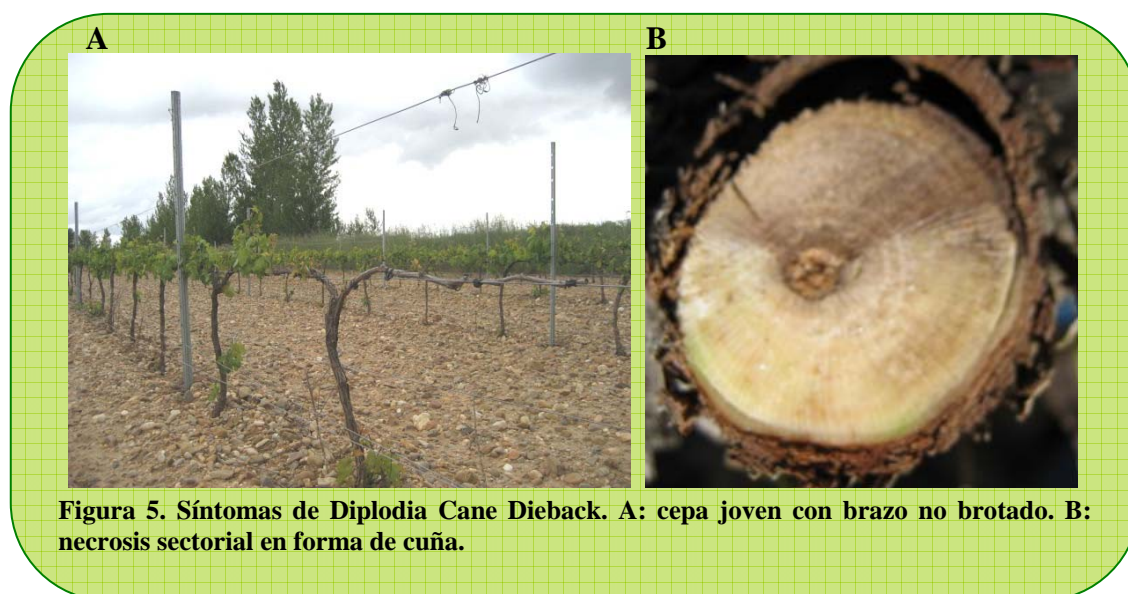 A B
Figura 5. Síntomas de Diplodia Cane Dieback. A: cepa joven con brazo no brotado. B:
necrosis sectorial en forma de cuña.